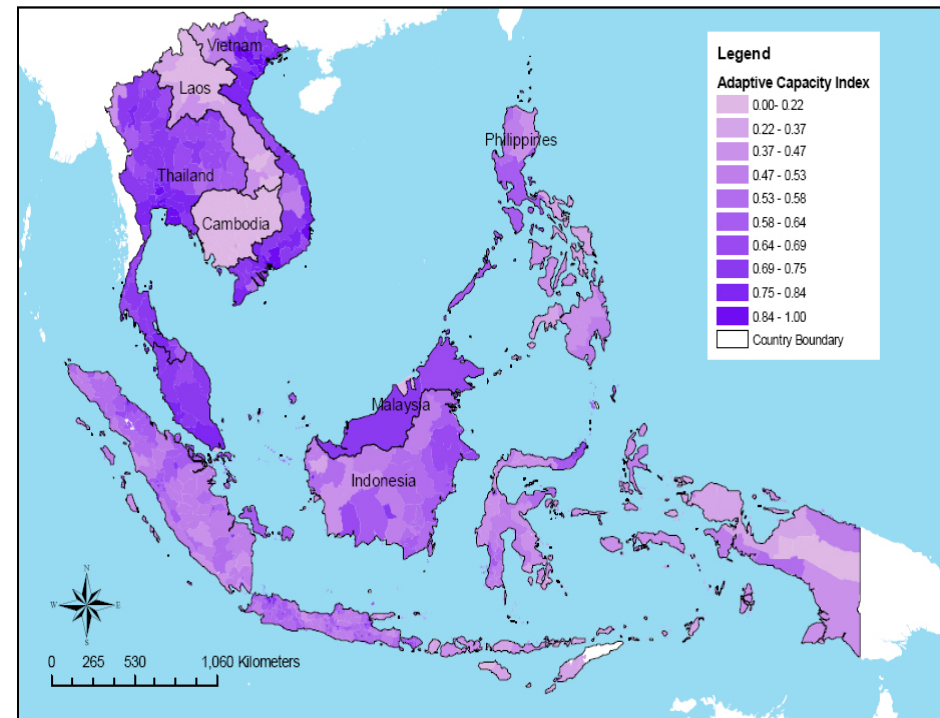 Vietnam
Laos
Thailand
Cambodia
Philippines
Malaysia
Indonesia
Legend
Adaptive Capacity Index
0.00- 0.22
0.22 - 0.37
0.37 - 0.47
0.47 - 0.53
0.53 - 0.58
0.58 - 0.64
0.64 - 0.69
0.69 - 0.75
0.75 - 0.84
0.84 - 1.00
Country Boundary
N
W E
S
0 265 530 1,060 Kilometers